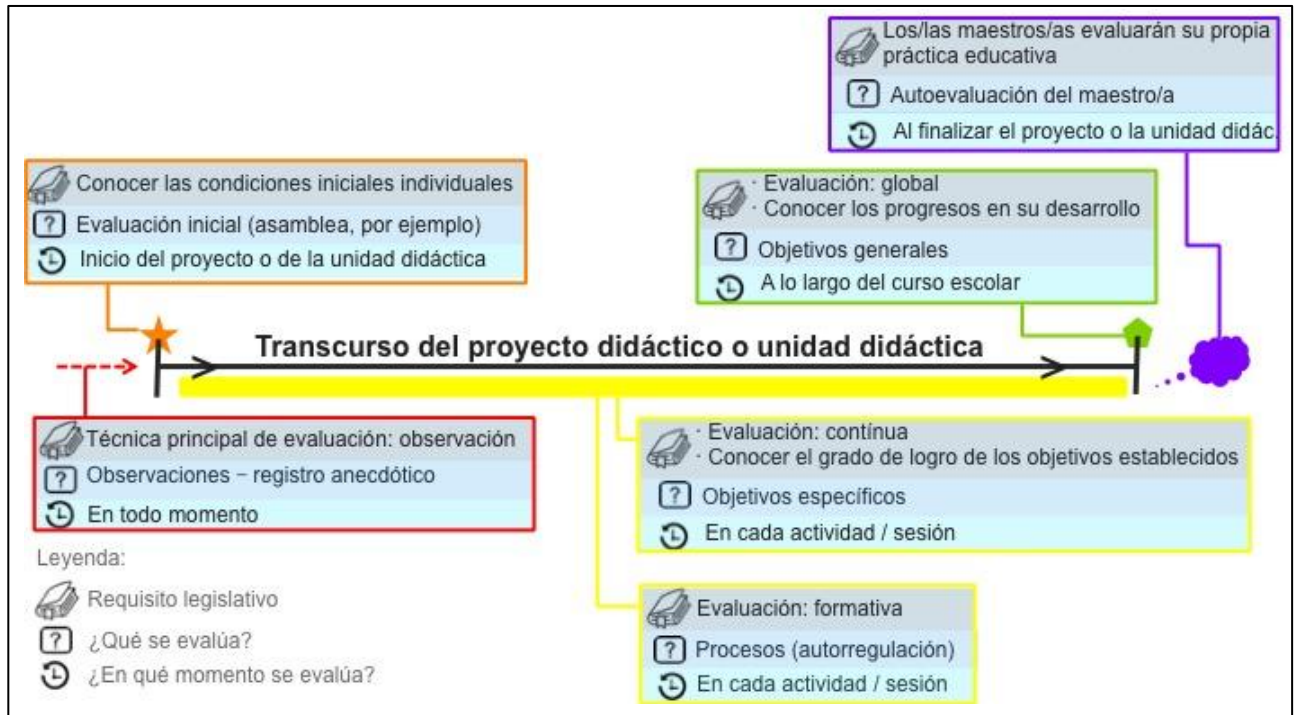 Los/las maestros/as evaluarán su propia
práctica educativa
? Autoevaluación del maestro/a
Al finalizar el proyecto o la unidad didác.
Conocer las condiciones iniciales individuales
? Evaluación inicial (asamblea, por ejemplo)
Inicio del proyecto o de la unidad didáctica
· Evaluación: global
· Conocer los progresos en su desarrollo
? Objetivos generales
A lo largo del curso escolar
Transcurso del proyecto didáctico o unidad didáctica
Técnica principal de evaluación: observación
? Observaciones – registro anecdótico
En todo momento
· Evaluación: contínua
· Conocer el grado de logro de los objetivos establecidos
? Objetivos específicos
En cada actividad / sesión
Leyenda:
Requisito legislativo
? ¿Qué se evalúa?
¿En qué momento se evalúa?
Evaluación: formativa
? Procesos (autorregulación)
En cada actividad / sesión